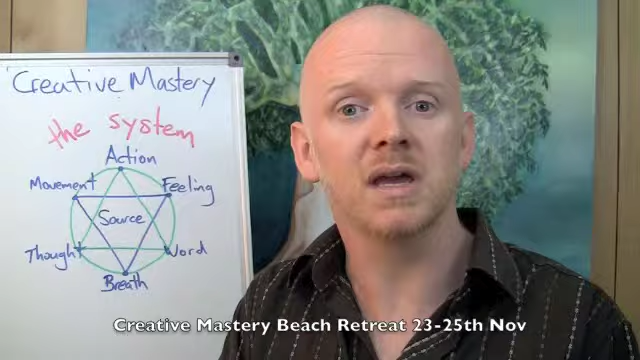 Creative Mastery
the system
Action
Movement
Feeling
Source
Thought
Word
Breath
Creative Mastery Beach Retreat 23-25th Nov